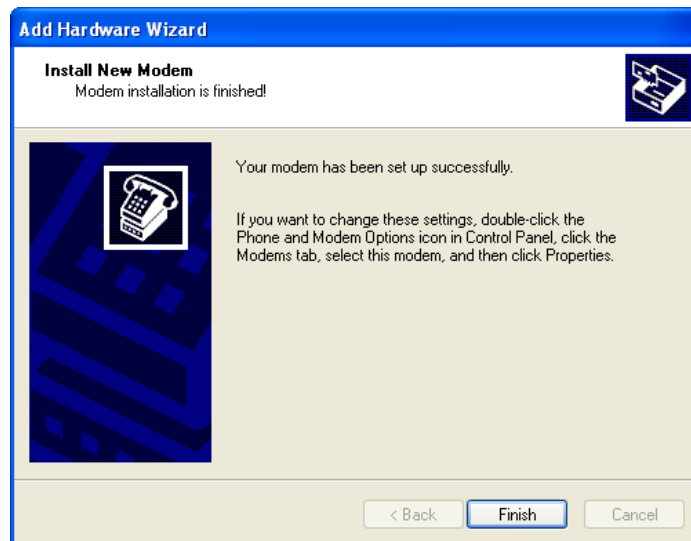 Add Hardware Wizard
Install New Modem
Modem installation is finished!
Your modem has been set up successfully.
If you want to change these settings, double-click the
Phone and Modem Options icon in Control Panel, click the
Modems tab, select this modem, and then click Properties.
< Back
Finish
Cancel